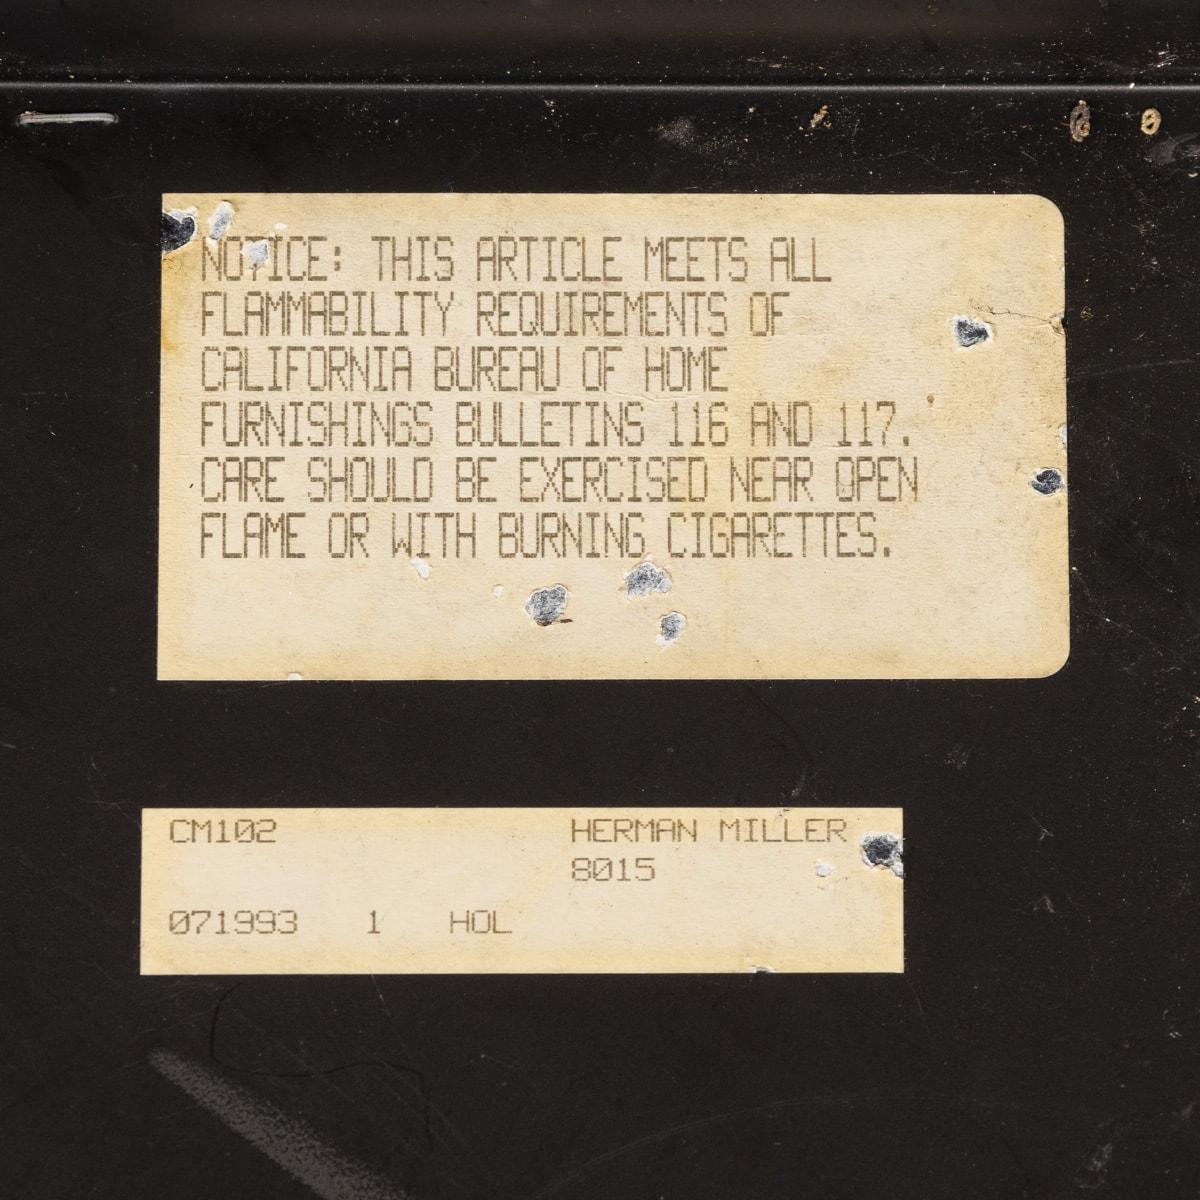 NOTICE: THIS ARTICLE MEETS ALL
FLAMMABILITY REQUIREMENTS OF
CALIFORNIA BUREAU OF HOME
FURNISHINGS BULLETINS 116 AND 117.
CARE SHOULD BE EXERCISED NEAR OPEN
FLAME OR WITH BURNING CIGARETTES.
CM102 HERMAN MILLER
8015
071993 1 HOL